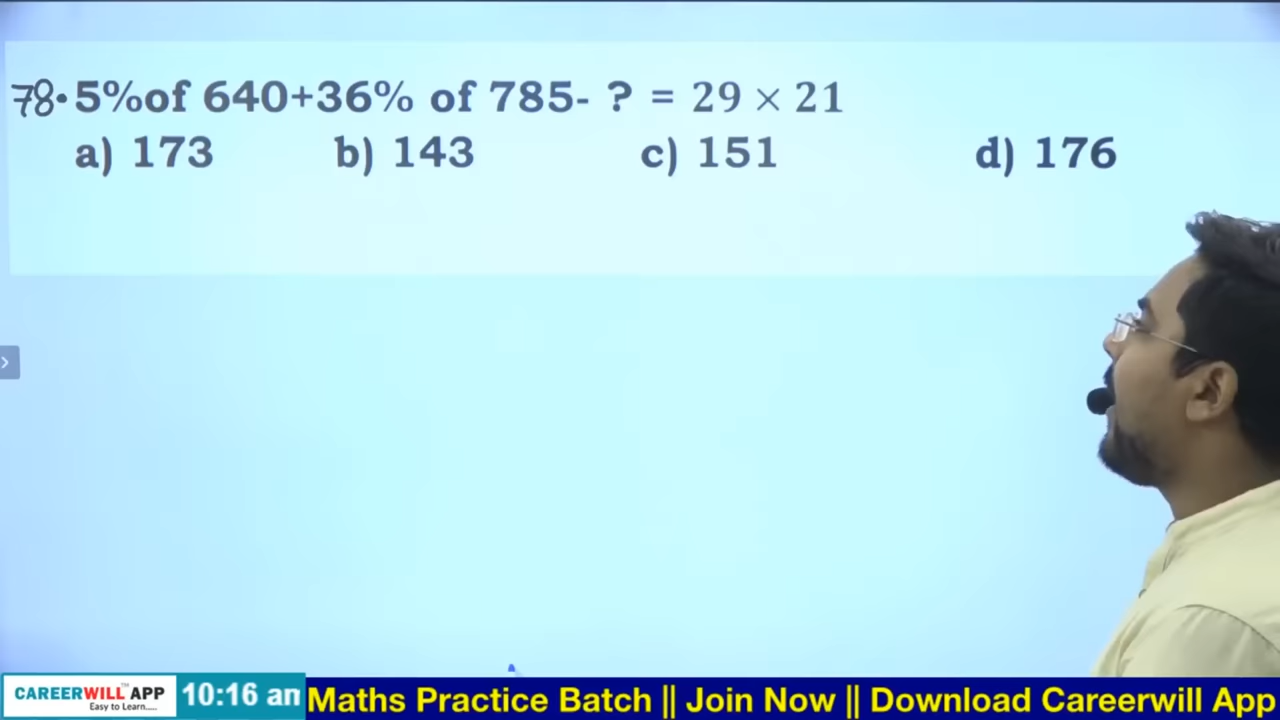 78.5%of 640+36% of 785- ? = 29 × 21
a) 173 b) 143 c) 151 d) 176
CAREERWILL APP
Easy to Learn.....
10:16 am
Maths Practice Batch || Join Now || Download Careerwill App